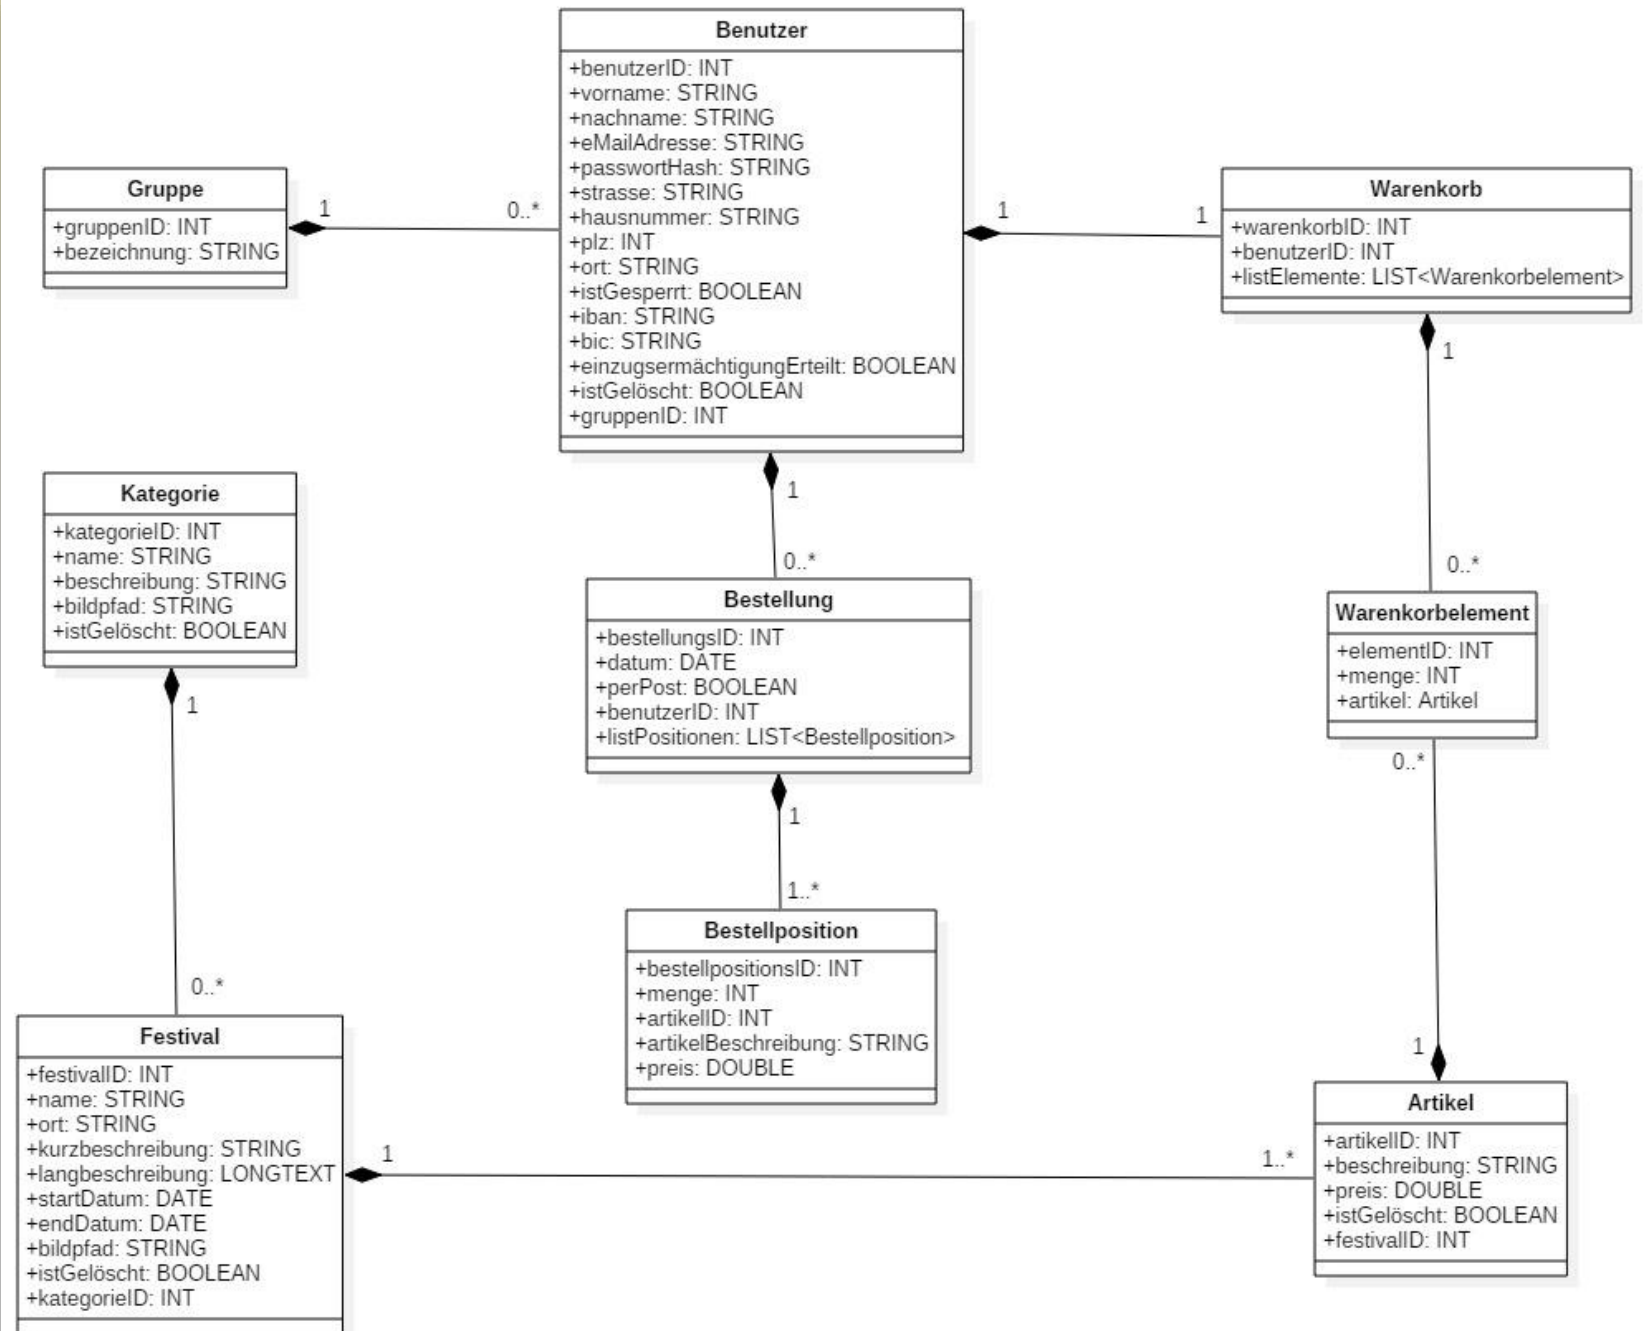 Benutzer
+benutzerID: INT
+vorname: STRING
+nachname: STRING
+eMailAdresse: STRING
+passwortHash: STRING
+strasse: STRING
+hausnummer: STRING
+plz: INT
+ort: STRING
+istGesperrt: BOOLEAN
+iban: STRING
+bic: STRING
+einzugsermächtigungErteilt: BOOLEAN
+istGelöscht: BOOLEAN
+gruppenID: INT
Gruppe
+gruppenID: INT
+bezeichnung: STRING
1
0..*
1
1
Warenkorb
+warenkorbID: INT
+benutzerID: INT
+listElemente: LIST<Warenkorbelement>
1
0..*
Kategorie
+kategorieID: INT
+name: STRING
+beschreibung: STRING
+bildpfad: STRING
+istGelöscht: BOOLEAN
1
0..*
1
0..*
Bestellung
+bestellungsID: INT
+datum: DATE
+perPost: BOOLEAN
+benutzerID: INT
+listPositionen: LIST<Bestellposition>
1
1..*
Warenkorbelement
+elementID: INT
+menge: INT
+artikel: Artikel
0..*
1
Bestellposition
+bestellpositionsID: INT
+menge: INT
+artikelID: INT
+artikelBeschreibung: STRING
+preis: DOUBLE
Festival
+festivalID: INT
+name: STRING
+ort: STRING
+kurzbeschreibung: STRING
+langbeschreibung: LONGTEXT
+startDatum: DATE
+endDatum: DATE
+bildpfad: STRING
+istGelöscht: BOOLEAN
+kategorieID: INT
1
1..*
Artikel
+artikelID: INT
+beschreibung: STRING
+preis: DOUBLE
+istGelöscht: BOOLEAN
+festivalID: INT